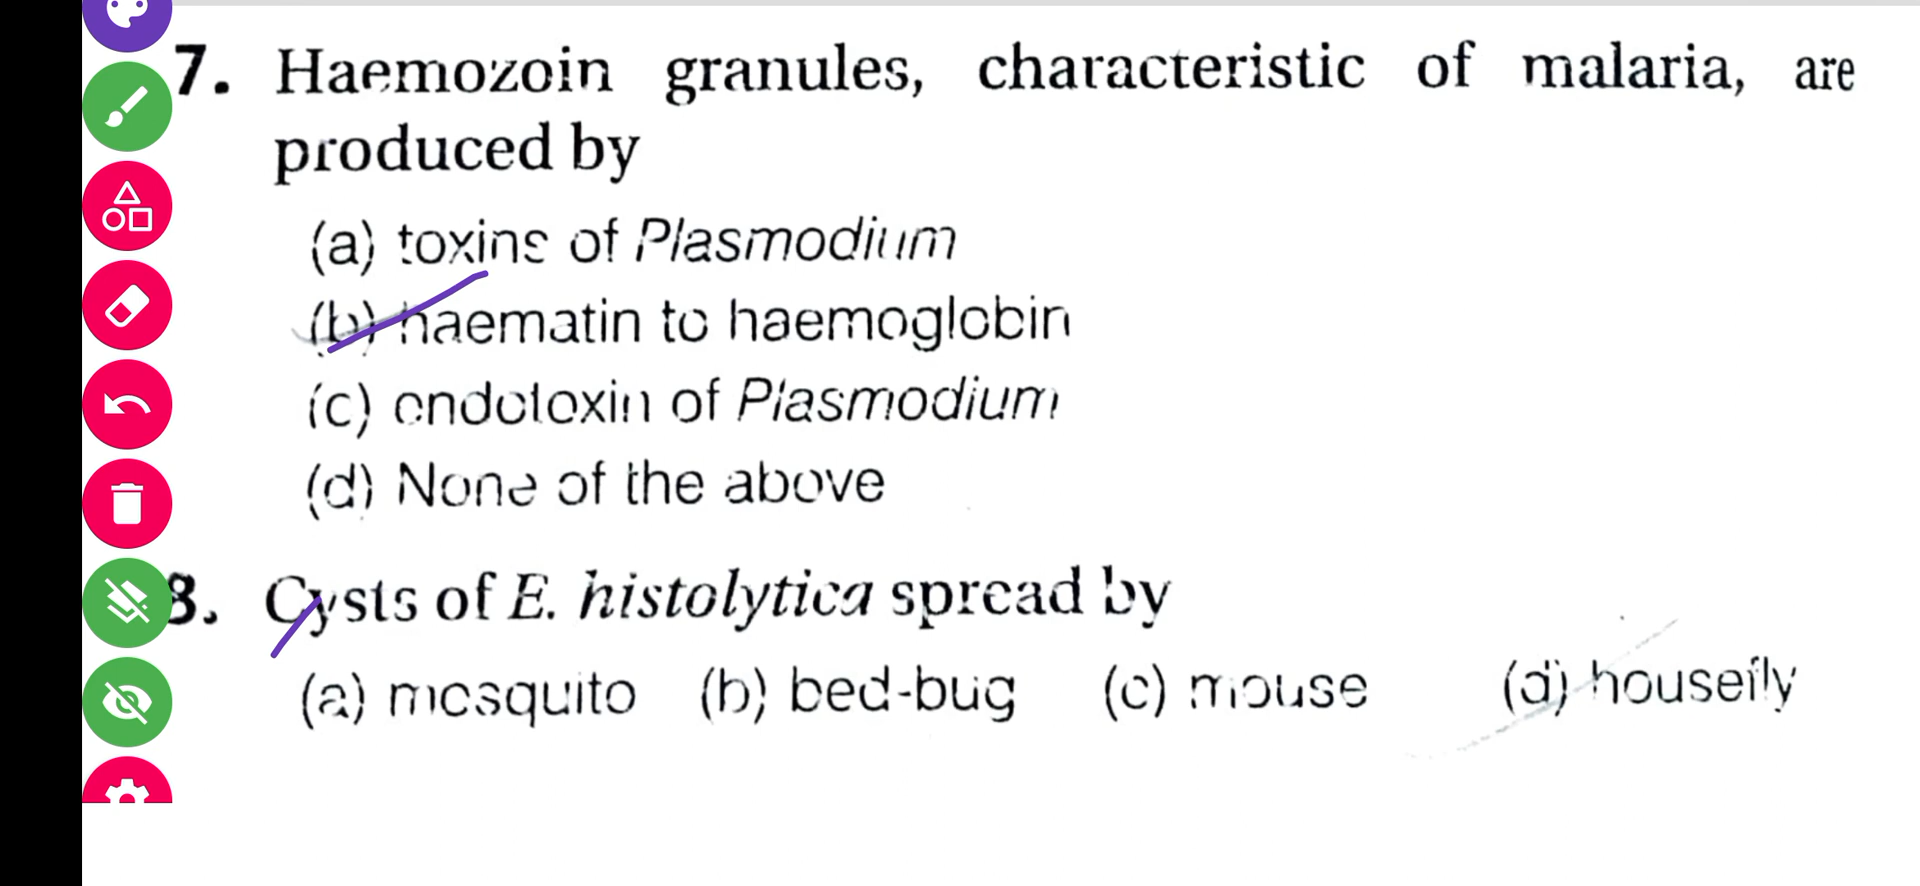 7. Haemozoin granules, characteristic of malaria, are
produced by
(a) toxins of Plasmodium
(b) haematin to haemoglobin
(c) endotoxin of Plasmodium
(d) None of the above
8. Cysts of E. histolytica spread by
(a) mosquito (b) bed-bug (c) mouse (d) housefly